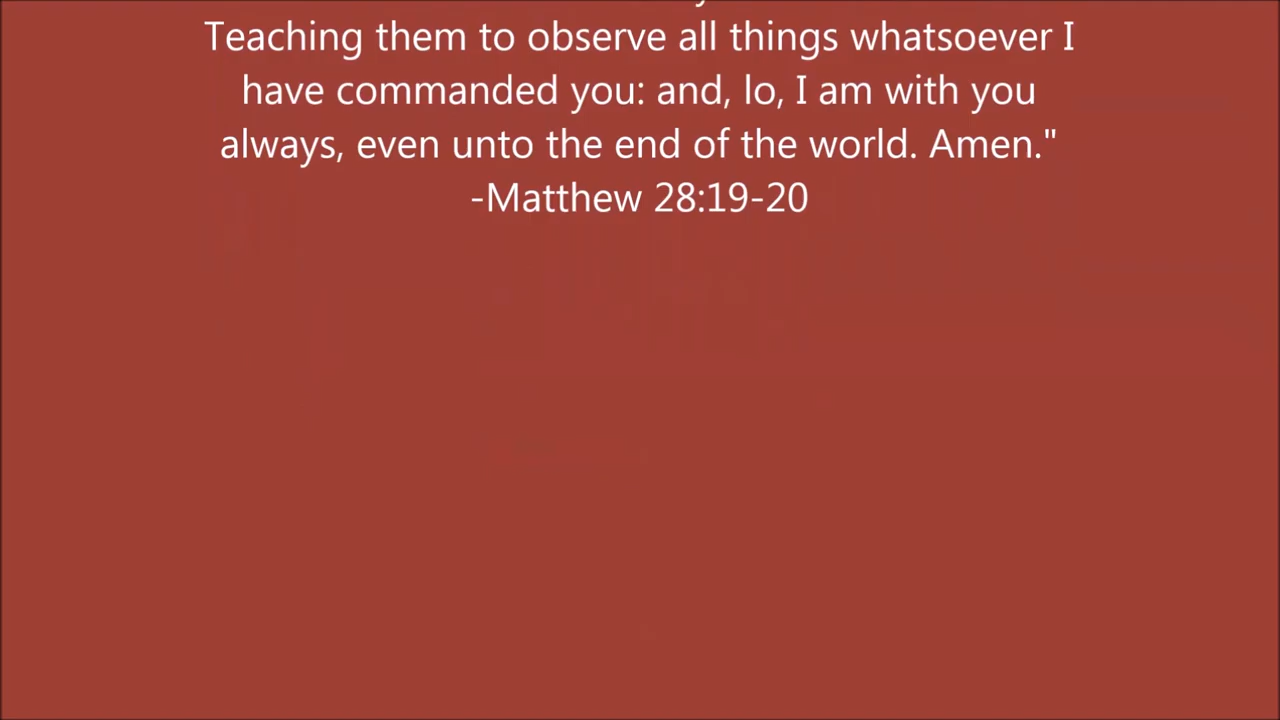 Teaching them to observe all things whatsoever I
have commanded you: and, lo, I am with you
always, even unto the end of the world. Amen."
-Matthew 28:19-20